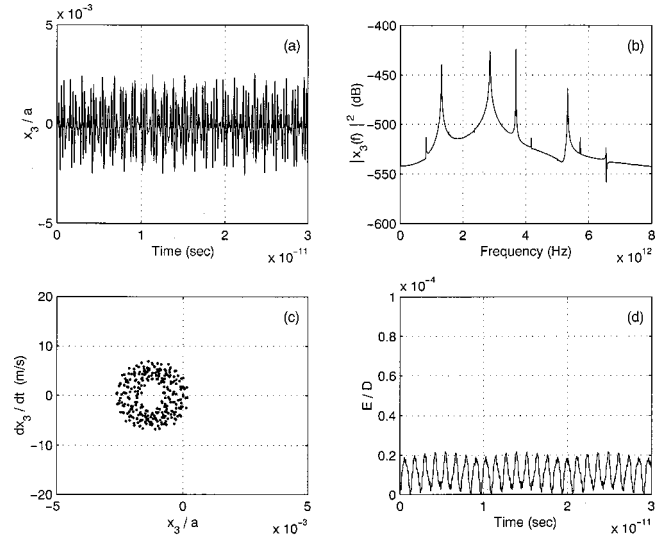 x 10⁻³
5
0
−5
x₃ / a
(a)
0 1 2 3
Time (sec)
x 10⁻¹¹
−400
−450
−500
−550
−600
|x₃(f) |² (dB)
(b)
0 2 4 6 8
Frequency (Hz)
x 10¹²
20
10
0
−10
−20
dx₃ / dt (m/s)
(c)
−5 0 5
x₃ / a
x 10⁻³
x 10⁻⁴
1
0.8
0.6
0.4
0.2
0
E / D
(d)
0 1 2 3
Time (sec)
x 10⁻¹¹